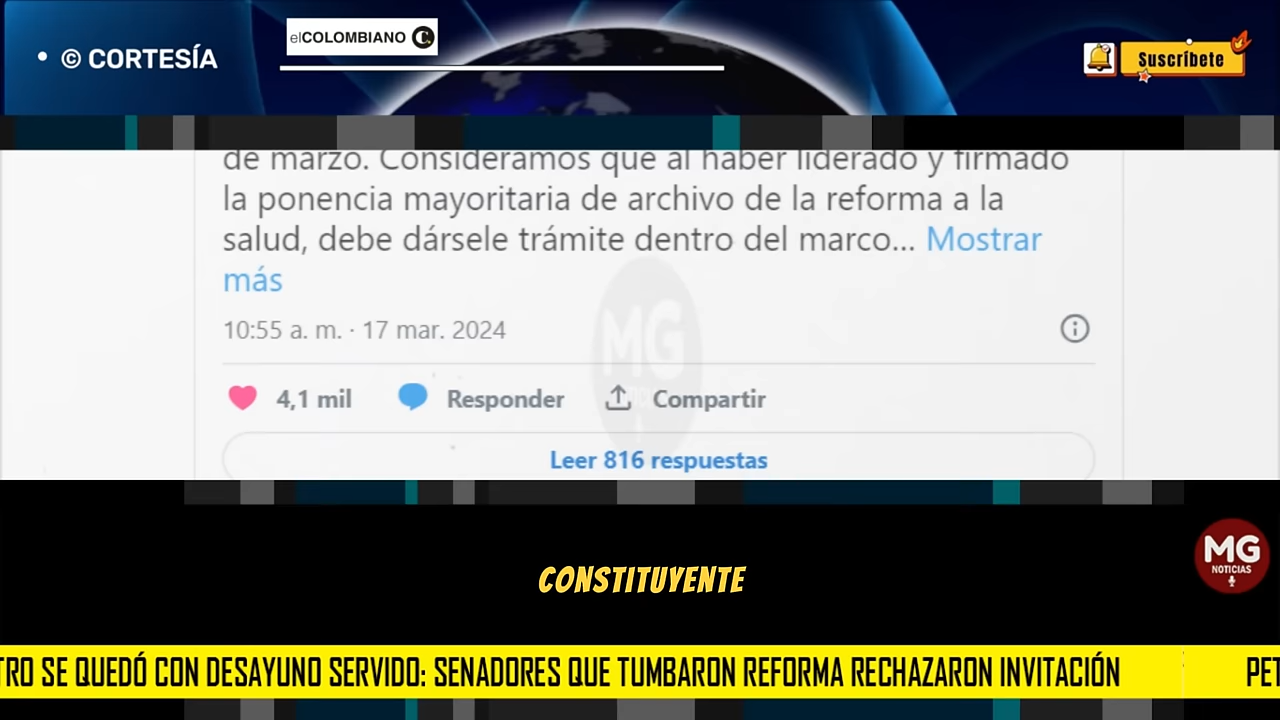 • © CORTESÍA
elCOLOMBIANO C
Suscríbete
de marzo. Consideramos que al haber liderado y firmado
la ponencia mayoritaria de archivo de la reforma a la
salud, debe dársele trámite dentro del marco... Mostrar
más
10:55 a. m. · 17 mar. 2024
4,1 mil Responder Compartir
MG
Leer 816 respuestas
MG
NOTICIAS
CONSTITUYENTE
TRO SE QUEDÓ CON DESAYUNO SERVIDO: SENADORES QUE TUMBARON REFORMA RECHAZARON INVITACIÓN PET